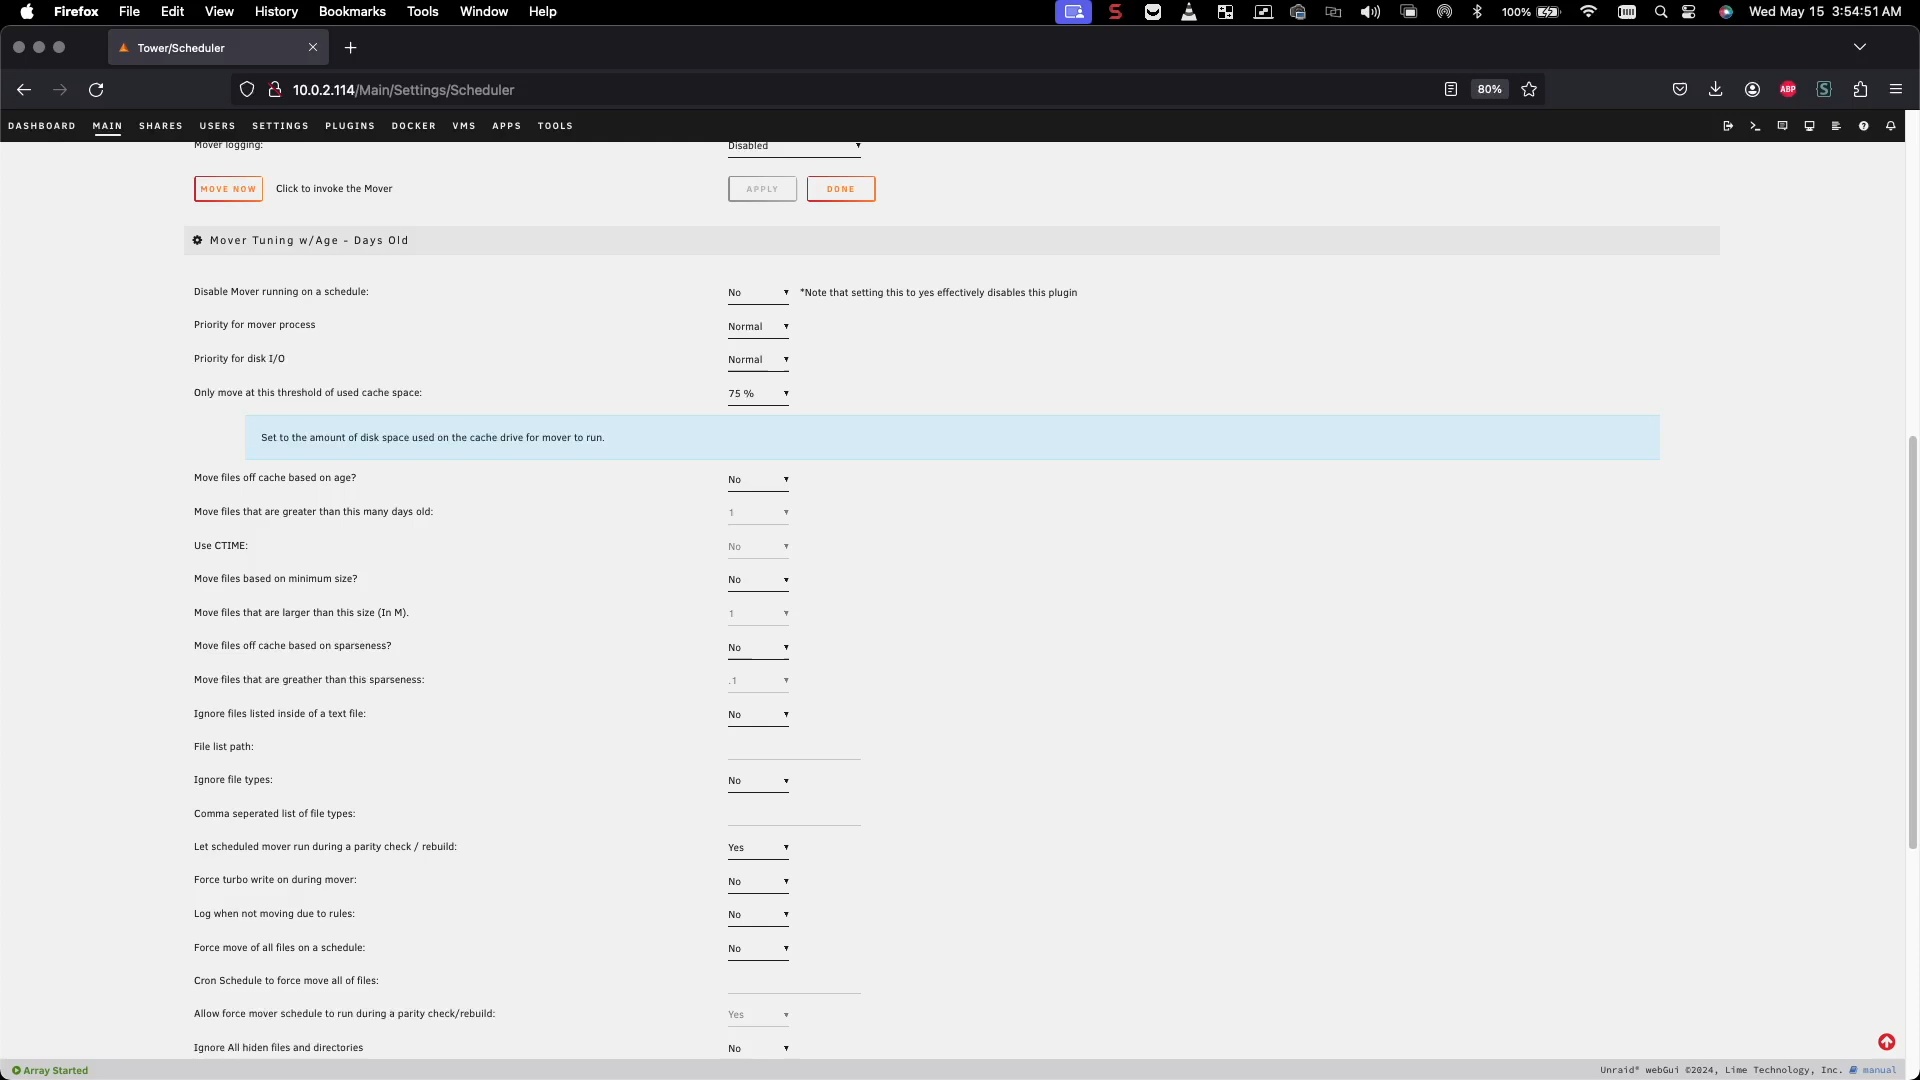 Firefox File Edit View History Bookmarks Tools Window Help 100% Wed May 15 3:54:51 AM
Tower/Scheduler
10.0.2.114/Main/Settings/Scheduler 80% ABP
DASHBOARD MAIN SHARES USERS SETTINGS PLUGINS DOCKER VMS APPS TOOLS
Mover logging: Disabled
MOVE NOW Click to invoke the Mover APPLY DONE
Mover Tuning w/Age - Days Old
Disable Mover running on a schedule: No *Note that setting this to yes effectively disables this plugin
Priority for mover process Normal
Priority for disk I/O Normal
Only move at this threshold of used cache space: 75 %
Set to the amount of disk space used on the cache drive for mover to run.
Move files off cache based on age? No
Move files that are greater than this many days old: 1
Use CTIME: No
Move files based on minimum size? No
Move files that are larger than this size (In M). 1
Move files off cache based on sparseness? No
Move files that are greather than this sparseness: .1
Ignore files listed inside of a text file: No
File list path:
Ignore file types: No
Comma seperated list of file types:
Let scheduled mover run during a parity check / rebuild: Yes
Force turbo write on during mover: No
Log when not moving due to rules: No
Force move of all files on a schedule: No
Cron Schedule to force move all of files:
Allow force mover schedule to run during a parity check/rebuild: Yes
Ignore All hiden files and directories No
Array Started Unraid® webGui ©2024, Lime Technology, Inc. manual